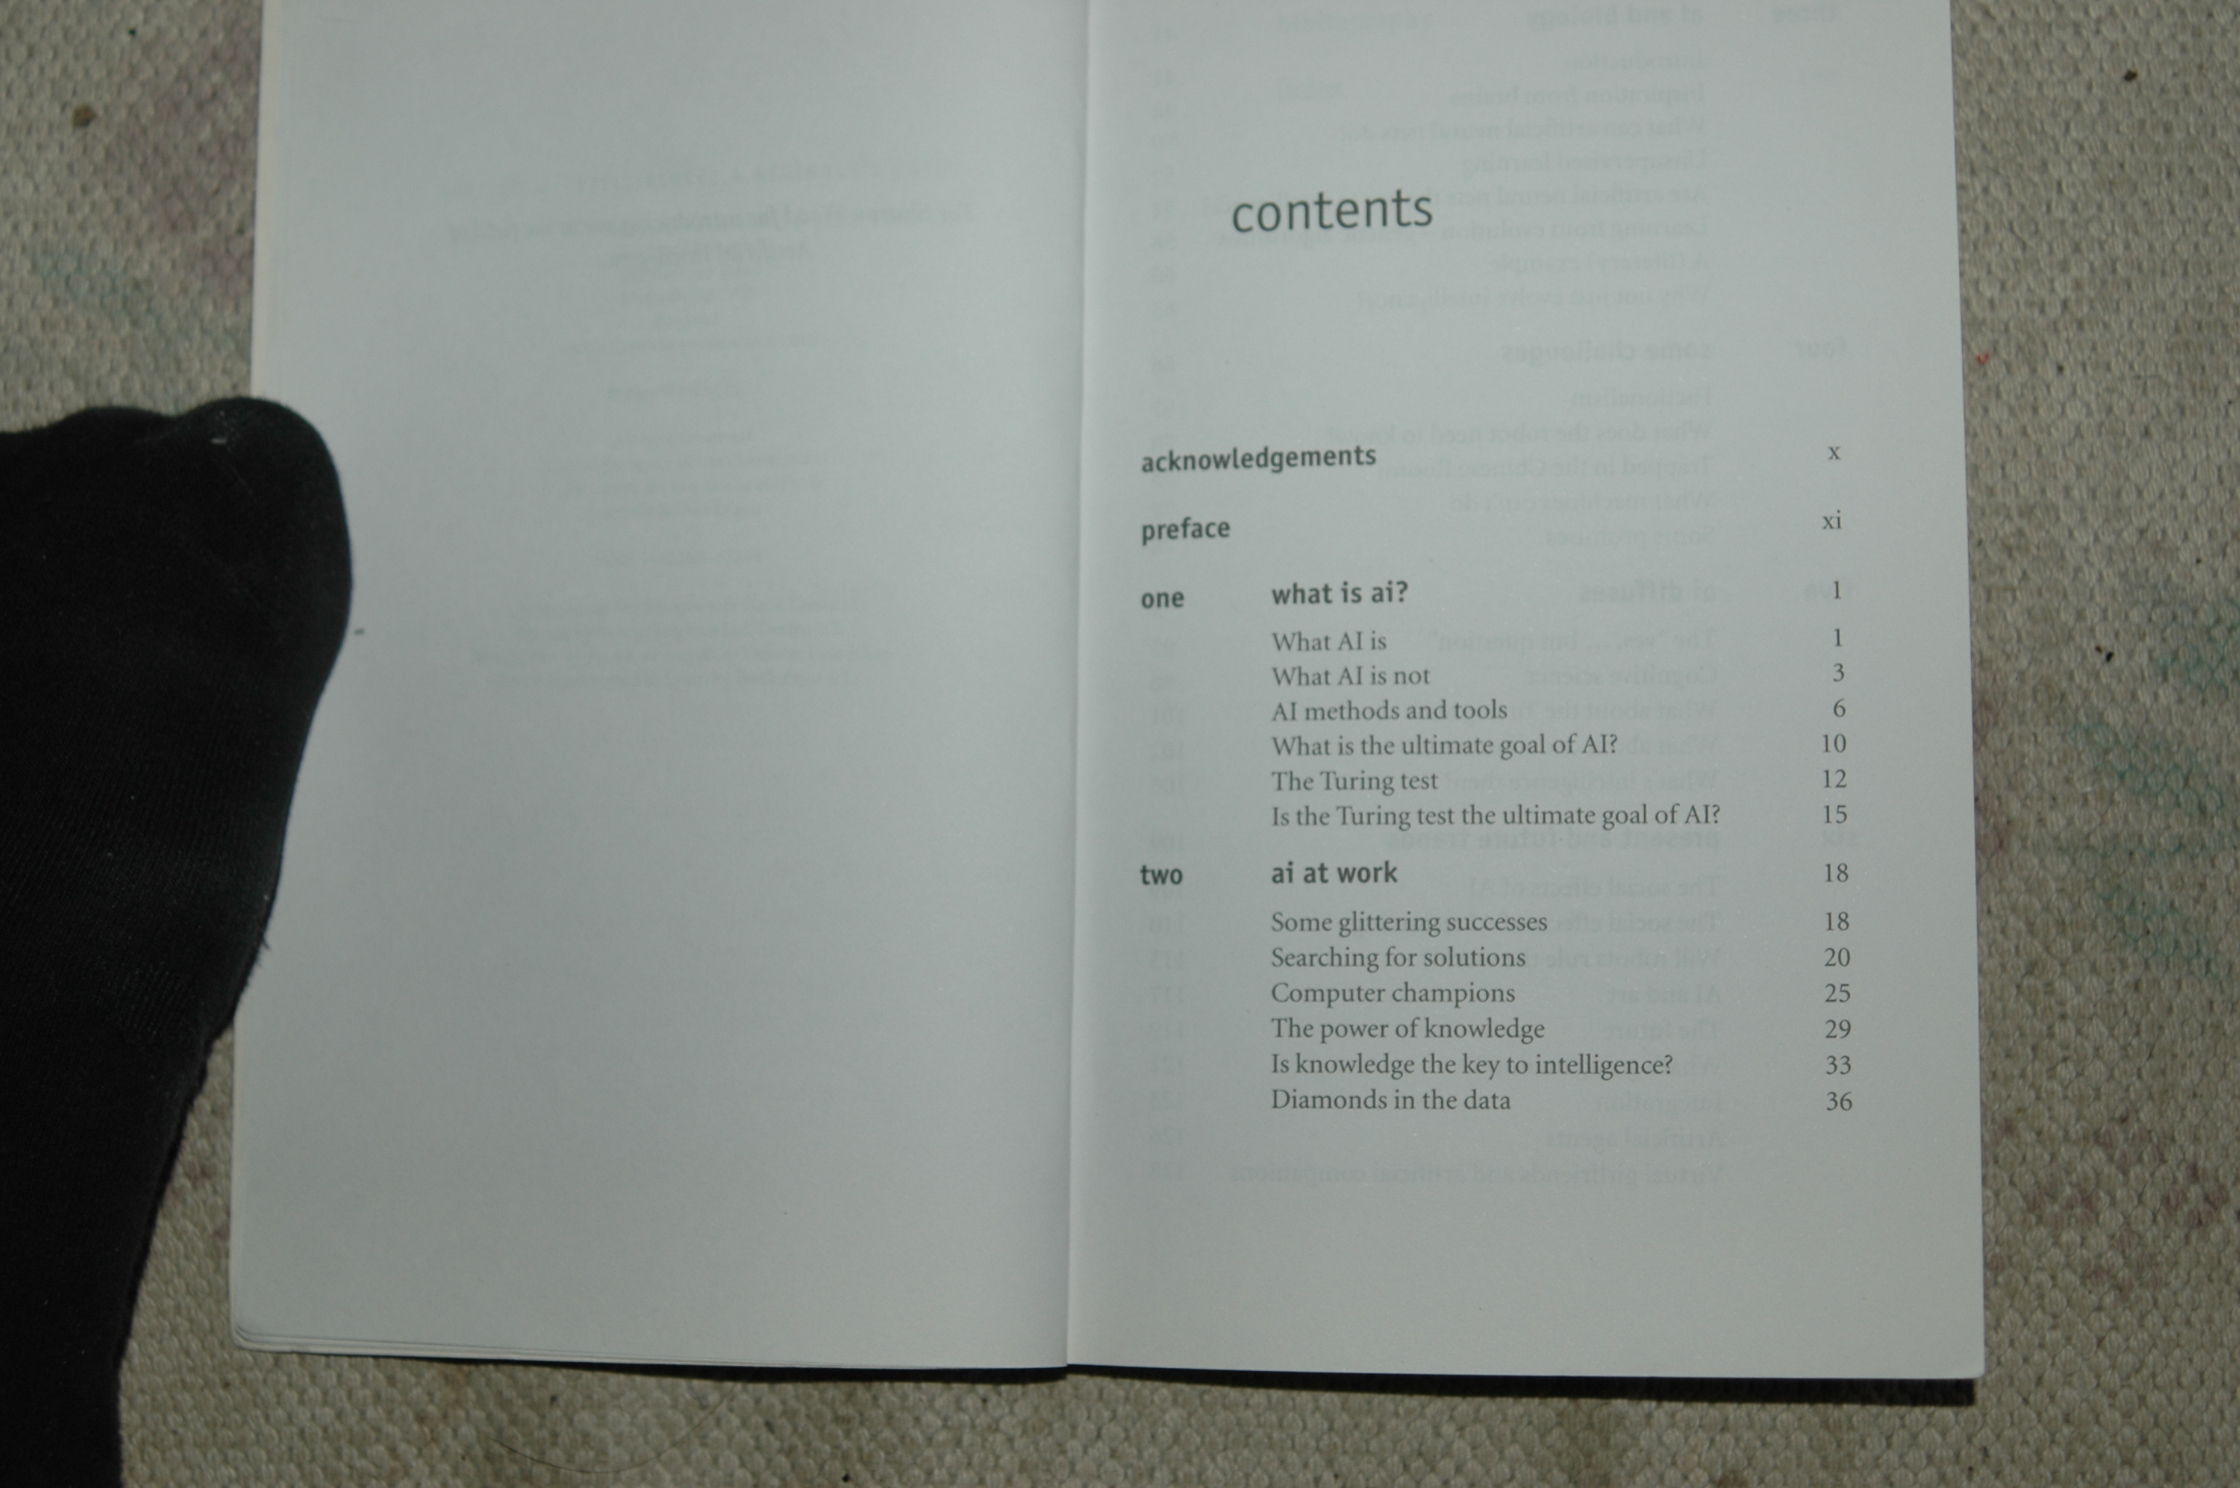 contents
acknowledgements x
preface xi
one what is ai? 1
What AI is 1
What AI is not 3
AI methods and tools 6
What is the ultimate goal of AI? 10
The Turing test 12
Is the Turing test the ultimate goal of AI? 15
two ai at work 18
Some glittering successes 18
Searching for solutions 20
Computer champions 25
The power of knowledge 29
Is knowledge the key to intelligence? 33
Diamonds in the data 36